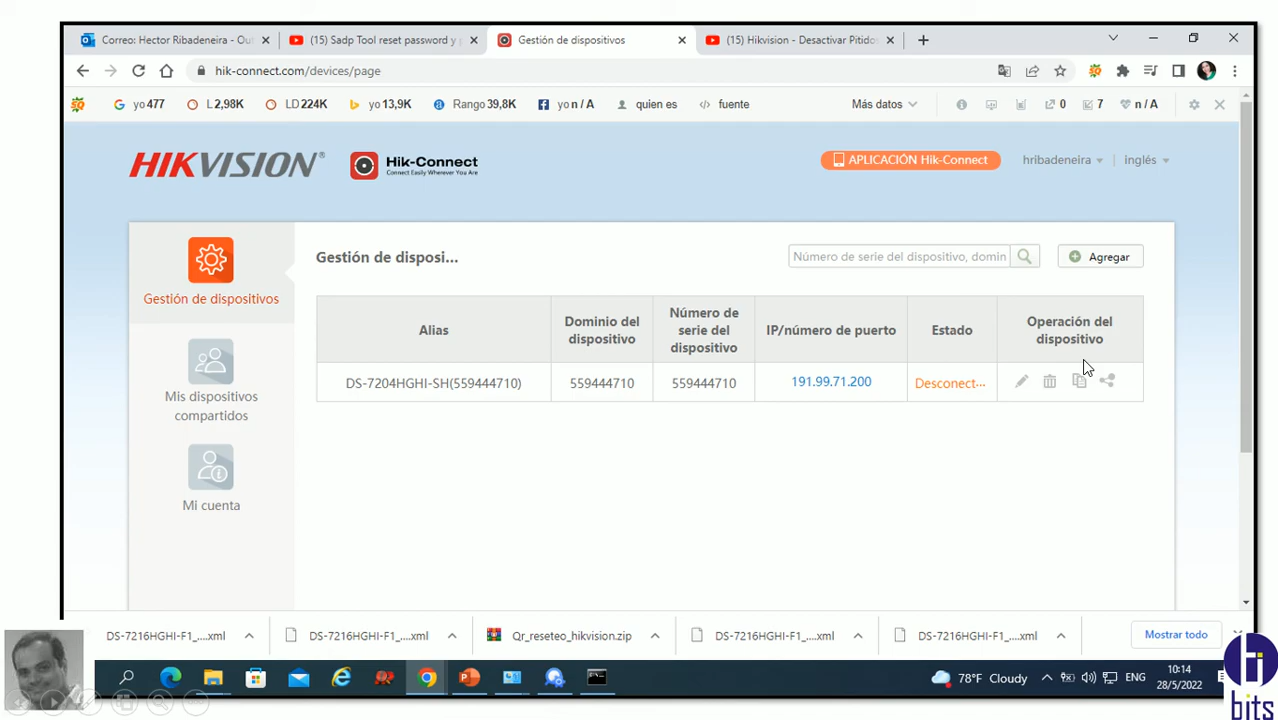 Correo: Hector Ribadeneira - Out
(15) Sadp Tool reset password y p
Gestión de dispositivos
(15) Hikvision - Desactivar Pitidos
hik-connect.com/devices/page
yo 477
L 2,98K
LD 224K
yo 13,9K
Rango 39,8K
yo n / A
quien es
fuente
Más datos
0
7
n / A
HIKVISION®
Hik-Connect
Connect Easily Wherever You Are
APLICACIÓN Hik-Connect
hribadeneira
inglés
Gestión de dispositivos
Mis dispositivos
compartidos
Mi cuenta
Gestión de disposi...
Número de serie del dispositivo, domin
Agregar
Alias
Dominio del
dispositivo
Número de
serie del
dispositivo
IP/número de puerto
Estado
Operación del
dispositivo
DS-7204HGHI-SH(559444710)
559444710
559444710
191.99.71.200
Desconect...
DS-7216HGHI-F1_....xml
DS-7216HGHI-F1_....xml
Qr_reseteo_hikvision.zip
DS-7216HGHI-F1_....xml
DS-7216HGHI-F1_....xml
Mostrar todo
78°F Cloudy
ENG
10:14
28/5/2022
hi
bits